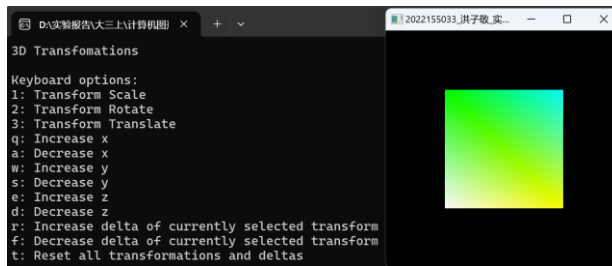 D:\实验报告\大三上\计算机图
2022155033_洪子敬_实...
3D Transfomations
Keyboard options:
1: Transform Scale
2: Transform Rotate
3: Transform Translate
q: Increase x
a: Decrease x
w: Increase y
s: Decrease y
e: Increase z
d: Decrease z
r: Increase delta of currently selected transform
f: Decrease delta of currently selected transform
t: Reset all transformations and deltas